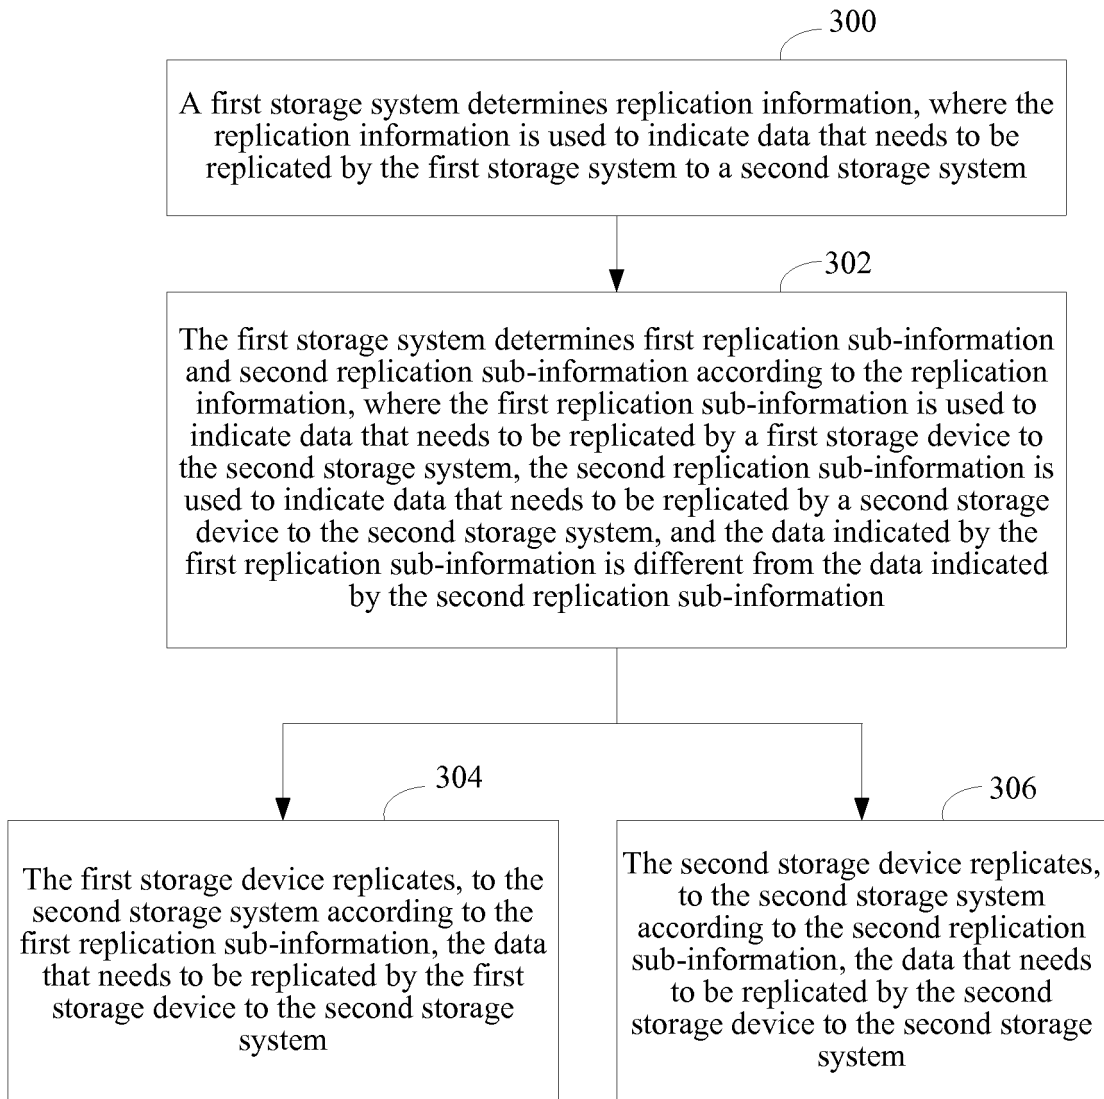 300
A first storage system determines replication information, where the
replication information is used to indicate data that needs to be
replicated by the first storage system to a second storage system
302
The first storage system determines first replication sub-information
and second replication sub-information according to the replication
information, where the first replication sub-information is used to
indicate data that needs to be replicated by a first storage device to
the second storage system, the second replication sub-information is
used to indicate data that needs to be replicated by a second storage
device to the second storage system, and the data indicated by the
first replication sub-information is different from the data indicated
by the second replication sub-information
304
The first storage device replicates, to the
second storage system according to the
first replication sub-information, the data
that needs to be replicated by the first
storage device to the second storage
system
306
The second storage device replicates,
to the second storage system
according to the second replication
sub-information, the data that needs
to be replicated by the second
storage device to the second storage
system